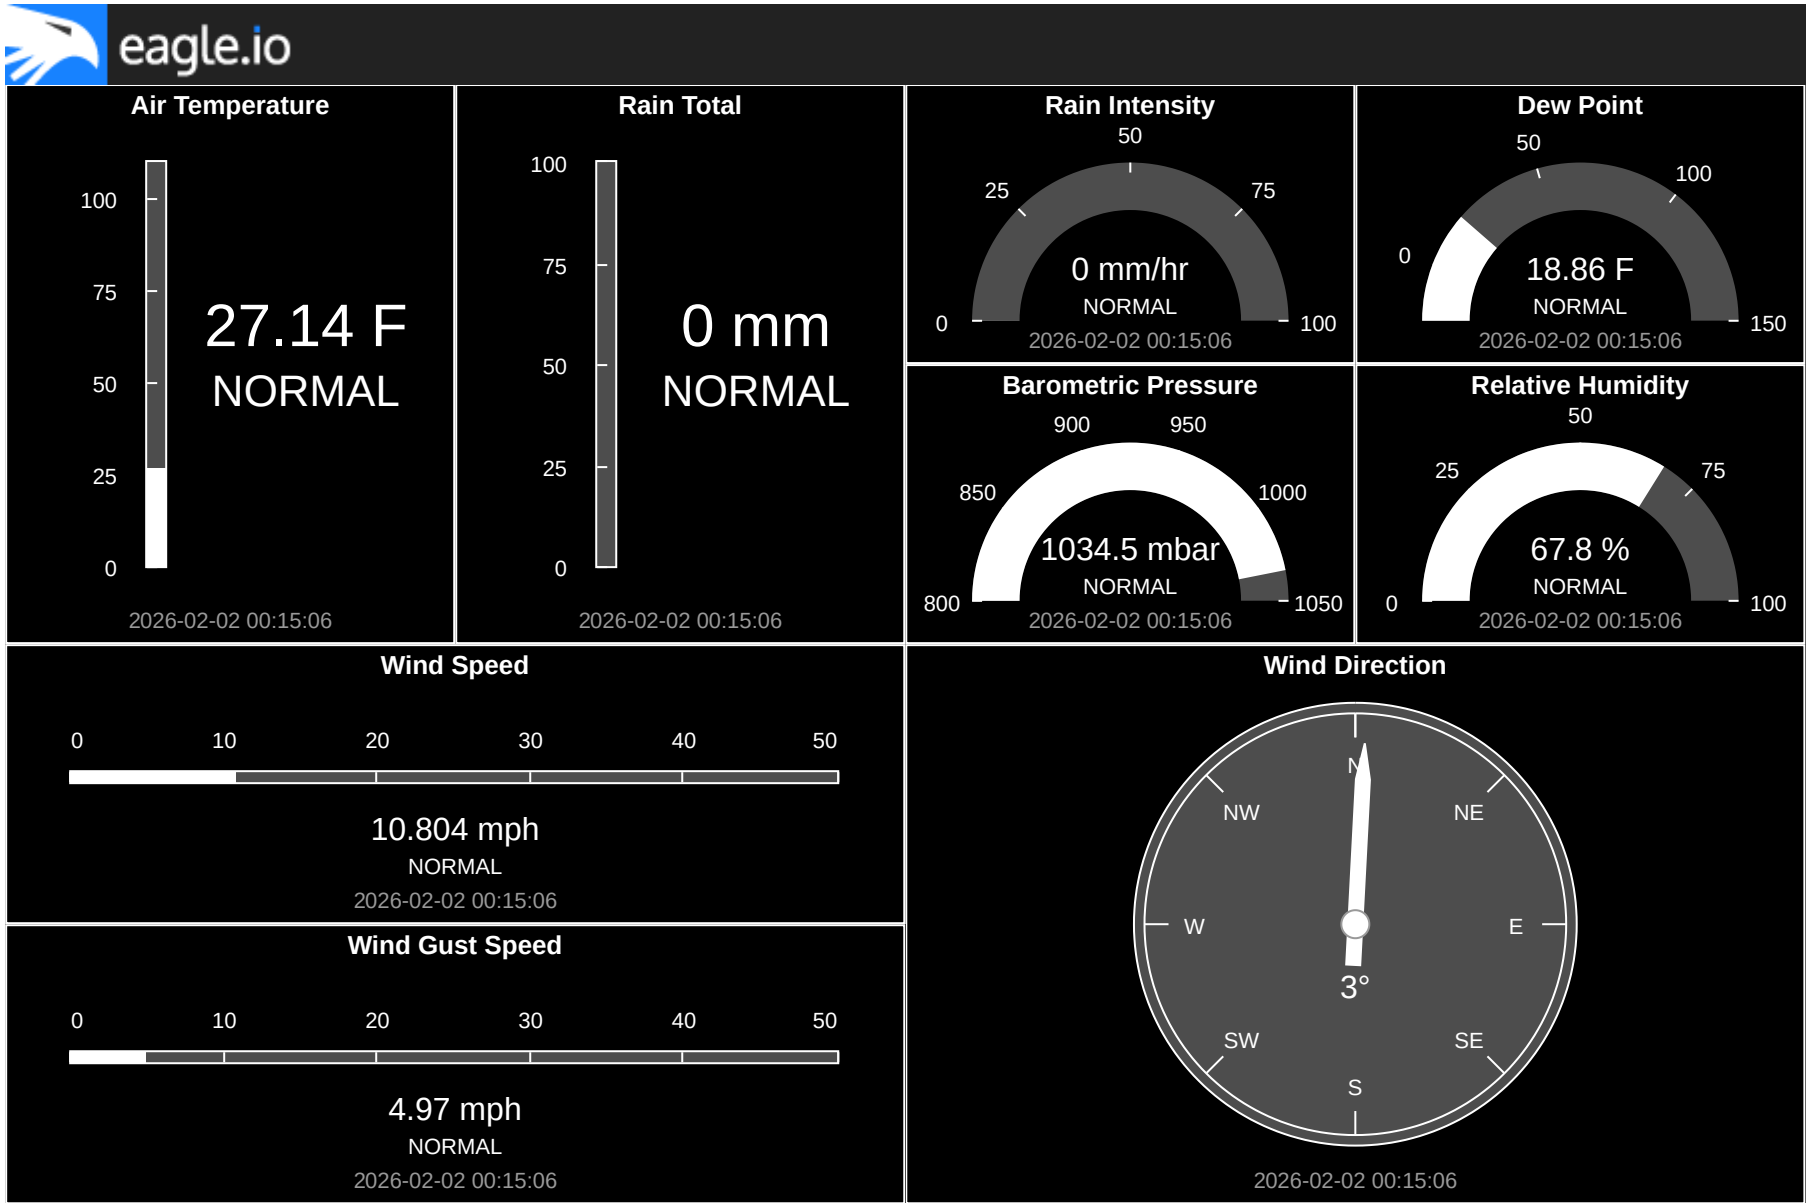 eagle.io
Air Temperature
100
75
50
25
0
27.14 F
NORMAL
2026-02-02 00:15:06
Rain Total
100
75
50
25
0
0 mm
NORMAL
2026-02-02 00:15:06
Rain Intensity
50
25
75
0
100
0 mm/hr
NORMAL
2026-02-02 00:15:06
Dew Point
50
100
0
150
18.86 F
NORMAL
2026-02-02 00:15:06
Barometric Pressure
900
950
850
1000
800
1050
1034.5 mbar
NORMAL
2026-02-02 00:15:06
Relative Humidity
50
25
75
0
100
67.8 %
NORMAL
2026-02-02 00:15:06
Wind Speed
0 10 20 30 40 50
10.804 mph
NORMAL
2026-02-02 00:15:06
Wind Gust Speed
0 10 20 30 40 50
4.97 mph
NORMAL
2026-02-02 00:15:06
Wind Direction
N
NW
NE
W
E
3°
SW
SE
S
2026-02-02 00:15:06